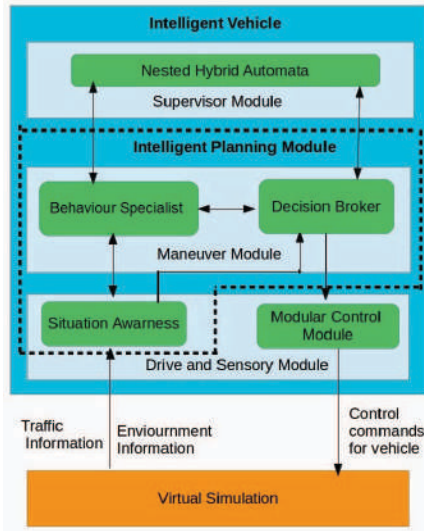 Intelligent Vehicle
Nested Hybrid Automata
Supervisor Module
Intelligent Planning Module
Behaviour Specialist
Decision Broker
Maneuver Module
Situation Awarness
Modular Control
Module
Drive and Sensory Module
Traffic
Information
Enviournment
Information
Control
commands
for vehicle
Virtual Simulation